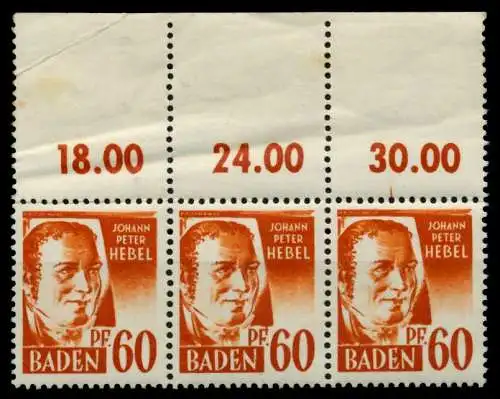 18.00 24.00 30.00
JOHANN JOHANN JOHANN
PETER PETER PETER
HEBEL HEBEL HEBEL
PF. PF. PF.
BADEN 60 BADEN 60 BADEN 60